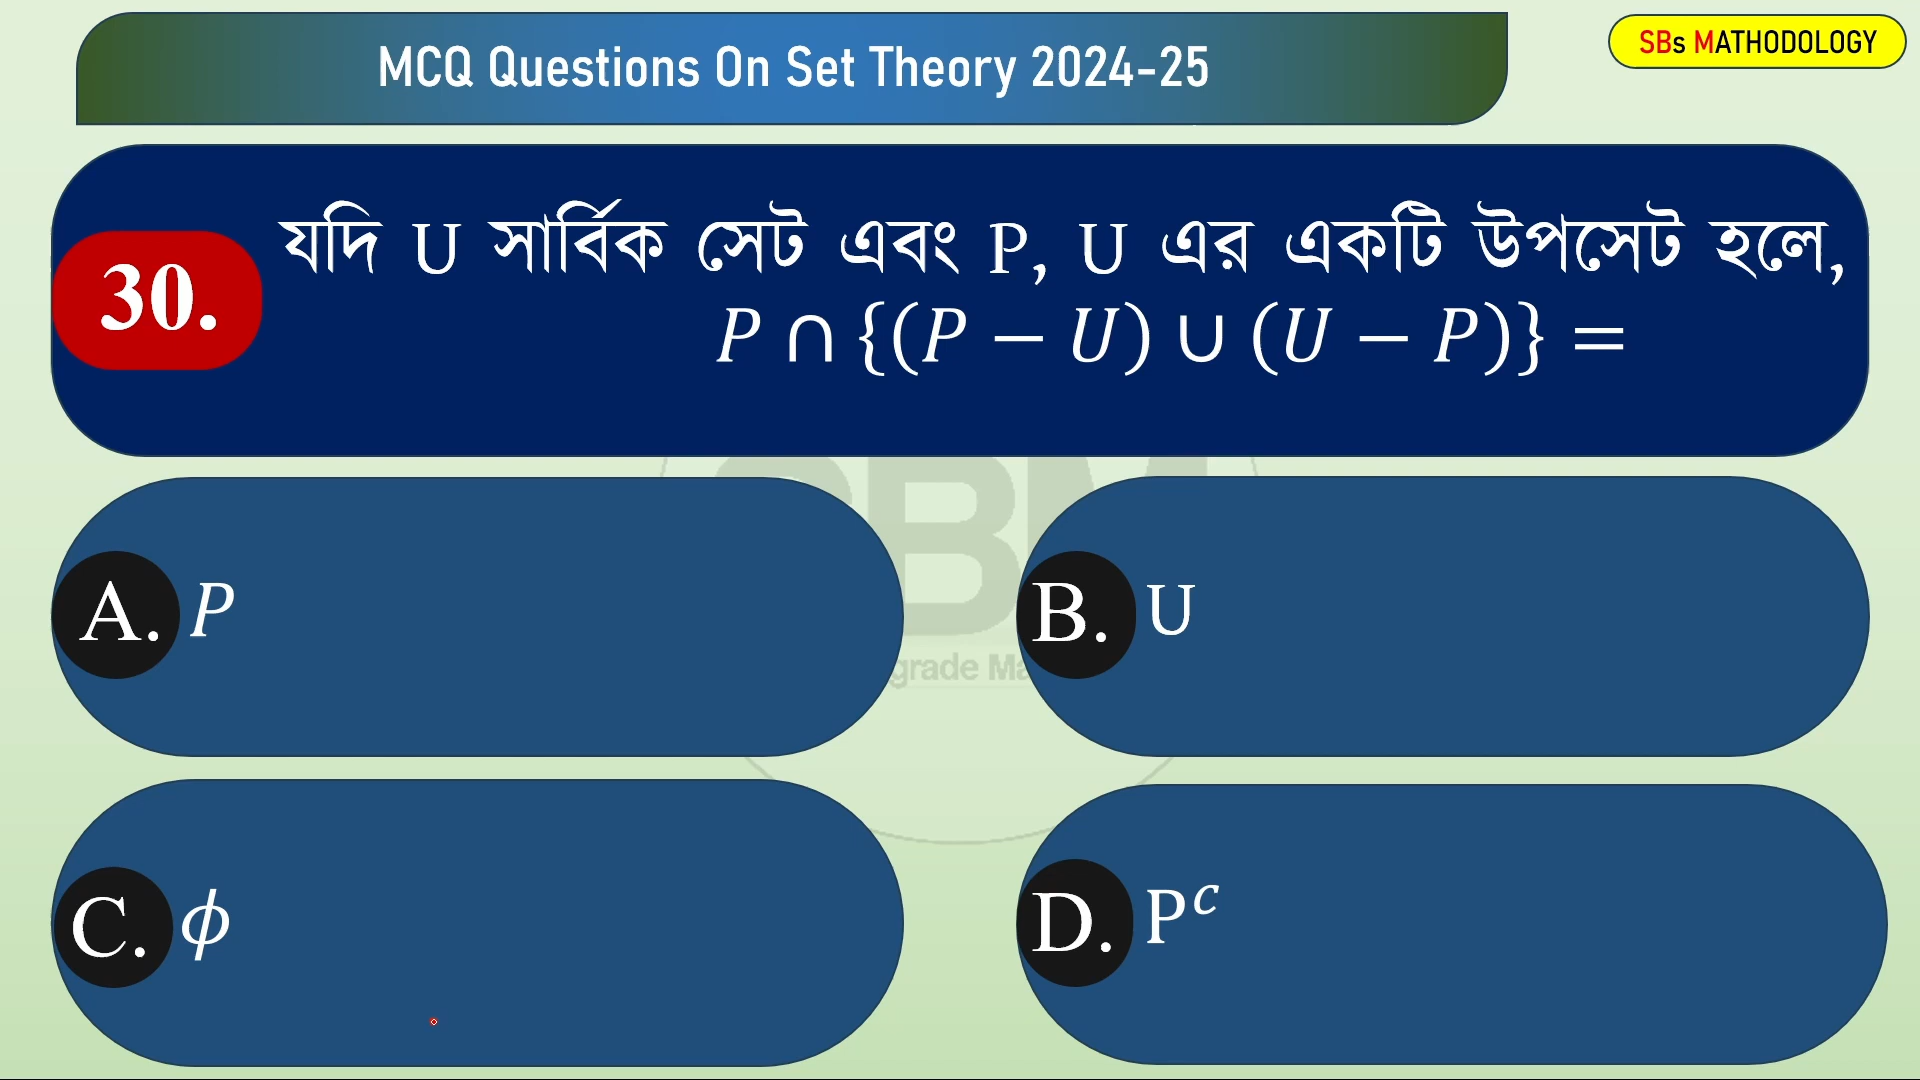 MCQ Questions On Set Theory 2024-25
SBs MATHODOLOGY
30.
যদি U সার্বিক সেট এবং P, U এর একটি উপসেট হলে,
P ∩ {(P − U) ∪ (U − P)} =
A. P
B. U
C. ϕ
D. Pᶜ